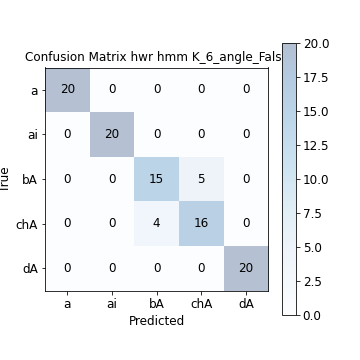 Confusion Matrix hwr hmm K_6_angle_Fals
True
a 20 0 0 0 0
ai 0 20 0 0 0
bA 0 0 15 5 0
chA 0 0 4 16 0
dA 0 0 0 0 20
a ai bA chA dA
Predicted
20.0
17.5
15.0
12.5
10.0
7.5
5.0
2.5
0.0